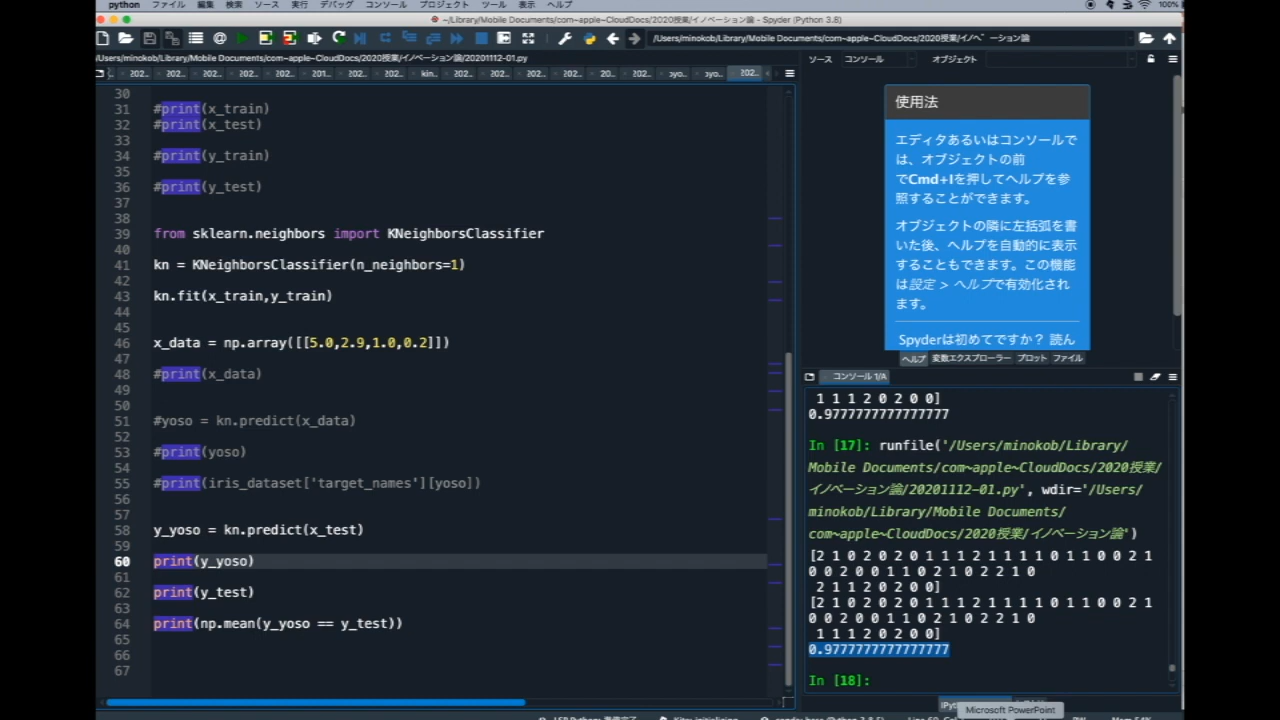 python ファイル 編集 検索 ソース 実行 デバッグ コンソール プロジェクト ツール 表示 ヘルプ 100%
~/Library/Mobile Documents/com~apple~CloudDocs/2020授業/イノベーション論 - Spyder (Python 3.8)
/Users/minokob/Library/Mobile Documents/com~apple~CloudDocs/2020授業/イノベーション論
/Users/minokob/Library/Mobile Documents/com~apple~CloudDocs/2020授業/イノベーション論/20201112-01.py
ソース コンソール オブジェクト
202.. 202.. 202.. 202.. 202.. 201.. 202.. 202.. kin.. 202.. 202.. 202.. 202.. 20.. 202.. эyo.. эyo.. 202..
30
31 #print(x_train)
32 #print(x_test)
33
34 #print(y_train)
35
36 #print(y_test)
37
38
39 from sklearn.neighbors import KNeighborsClassifier
40
41 kn = KNeighborsClassifier(n_neighbors=1)
42
43 kn.fit(x_train,y_train)
44
45
46 x_data = np.array([[5.0,2.9,1.0,0.2]])
47
48 #print(x_data)
49
50
51 #yoso = kn.predict(x_data)
52
53 #print(yoso)
54
55 #print(iris_dataset['target_names'][yoso])
56
57
58 y_yoso = kn.predict(x_test)
59
60 print(y_yoso)
61
62 print(y_test)
63
64 print(np.mean(y_yoso == y_test))
65
66
67
使用法
エディタあるいはコンソールで
は、オブジェクトの前
でCmd+Iを押してヘルプを参
照することができます。
オブジェクトの隣に左括弧を書
いた後、ヘルプを自動的に表示
することもできます。この機能
は設定 > ヘルプで有効化され
ます。
Spyderは初めてですか？ 読ん
ヘルプ 変数エクスプローラー プロット ファイル
コンソール 1/A
1 1 1 2 0 2 0 0]
0.9777777777777777
In [17]: runfile('/Users/minokob/Library/
Mobile Documents/com~apple~CloudDocs/2020授業/
イノベーション論/20201112-01.py', wdir='/Users/
minokob/Library/Mobile Documents/
com~apple~CloudDocs/2020授業/イノベーション論')
[2 1 0 2 0 2 0 1 1 1 2 1 1 1 1 0 1 1 0 0 2 1
0 0 2 0 0 1 1 0 2 1 0 2 2 1 0
2 1 1 2 0 2 0 0]
[2 1 0 2 0 2 0 1 1 1 2 1 1 1 1 0 1 1 0 0 2 1
0 0 2 0 0 1 1 0 2 1 0 2 2 1 0
1 1 1 2 0 2 0 0]
0.9777777777777777
In [18]:
Microsoft PowerPoint